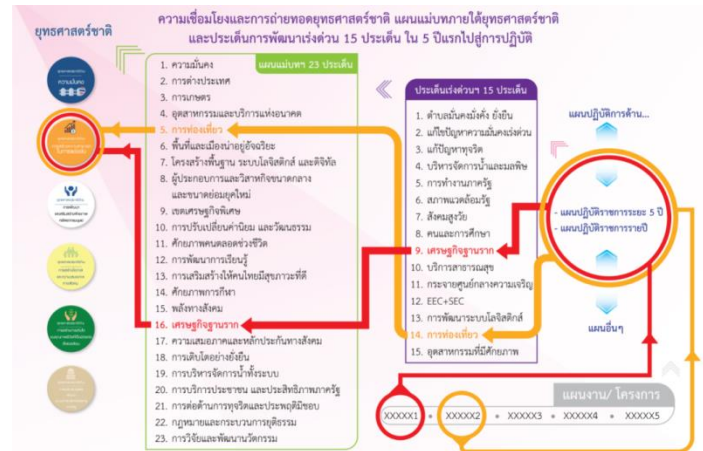 ความเชื่อมโยงและการถ่ายทอดยุทธศาสตร์ชาติ แผนแม่บทภายใต้ยุทธศาสตร์ชาติ
และประเด็นการพัฒนาเร่งด่วน 15 ประเด็น ใน 5 ปีแรกไปสู่การปฏิบัติ
ยุทธศาสตร์ชาติ
ความมั่นคง
แผนแม่บทฯ 23 ประเด็น
1. ความมั่นคง
2. การต่างประเทศ
3. การเกษตร
4. อุตสาหกรรมและบริการแห่งอนาคต
5. การท่องเที่ยว
6. พื้นที่และเมืองน่าอยู่อัจฉริยะ
7. โครงสร้างพื้นฐาน ระบบโลจิสติกส์ และดิจิทัล
8. ผู้ประกอบการและวิสาหกิจขนาดกลาง
และขนาดย่อมยุคใหม่
9. เขตเศรษฐกิจพิเศษ
10. การปรับเปลี่ยนค่านิยม และวัฒนธรรม
11. ศักยภาพคนตลอดช่วงชีวิต
12. การพัฒนาการเรียนรู้
13. การเสริมสร้างให้คนไทยมีสุขภาวะที่ดี
14. ศักยภาพการกีฬา
15. พลังทางสังคม
16. เศรษฐกิจฐานราก
17. ความเสมอภาคและหลักประกันทางสังคม
18. การเติบโตอย่างยั่งยืน
19. การบริหารจัดการน้ำทั้งระบบ
20. การบริการประชาชน และประสิทธิภาพภาครัฐ
21. การต่อต้านการทุจริตและประพฤติมิชอบ
22. กฎหมายและกระบวนการยุติธรรม
23. การวิจัยและพัฒนานวัตกรรม
ประเด็นเร่งด่วนฯ 15 ประเด็น
1. ตำบลมั่นคงมั่งคั่ง ยั่งยืน
2. แก้ไขปัญหาความมั่นคงเร่งด่วน
3. แก้ปัญหาทุจริต
4. บริหารจัดการน้ำและมลพิษ
5. การทำงานภาครัฐ
6. สภาพแวดล้อมรัฐ
7. สังคมสูงวัย
8. คนและการศึกษา
9. เศรษฐกิจฐานราก
10. บริการสาธารณสุข
11. กระจายศูนย์กลางความเจริญ
12. EEC+SEC
13. การพัฒนาระบบโลจิสติกส์
14. การท่องเที่ยว
15. อุตสาหกรรมที่มีศักยภาพ
แผนปฏิบัติการด้าน...
- แผนปฏิบัติราชการระยะ 5 ปี
- แผนปฏิบัติราชการรายปี
แผนอื่นๆ
แผนงาน/ โครงการ
XXXXX1 • XXXXX2 • XXXXX3 • XXXXX4 • XXXXX5